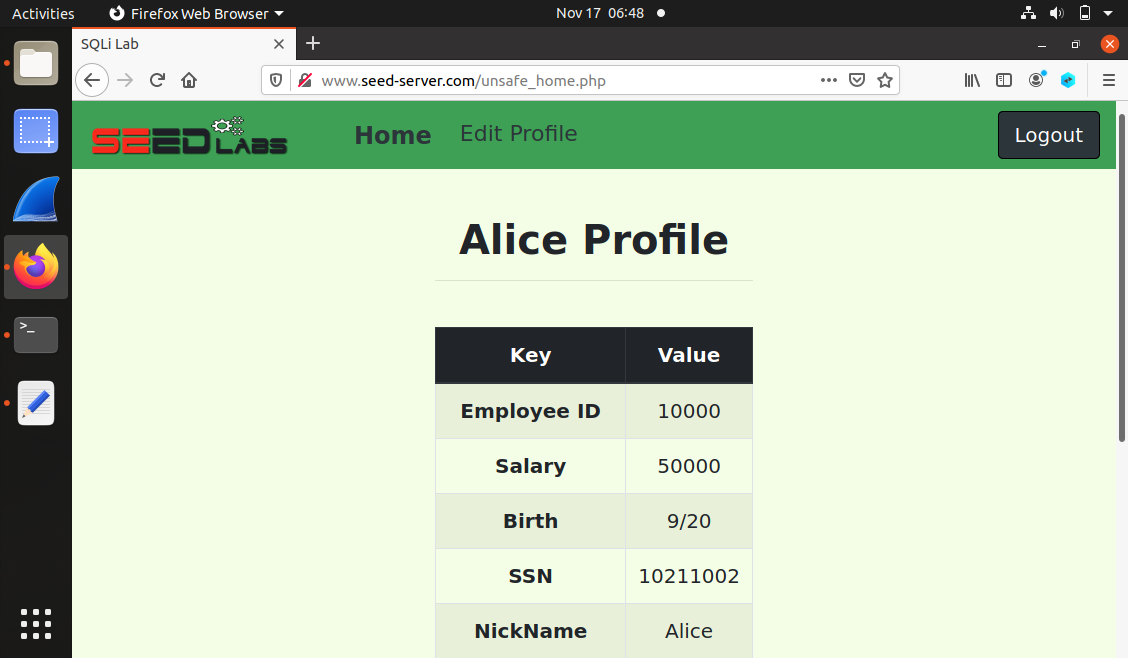 Activities Firefox Web Browser Nov 17 06:48
SQLi Lab
www.seed-server.com/unsafe_home.php
SEED LABS Home Edit Profile Logout
Alice Profile
Key Value
Employee ID 10000
Salary 50000
Birth 9/20
SSN 10211002
NickName Alice
>_